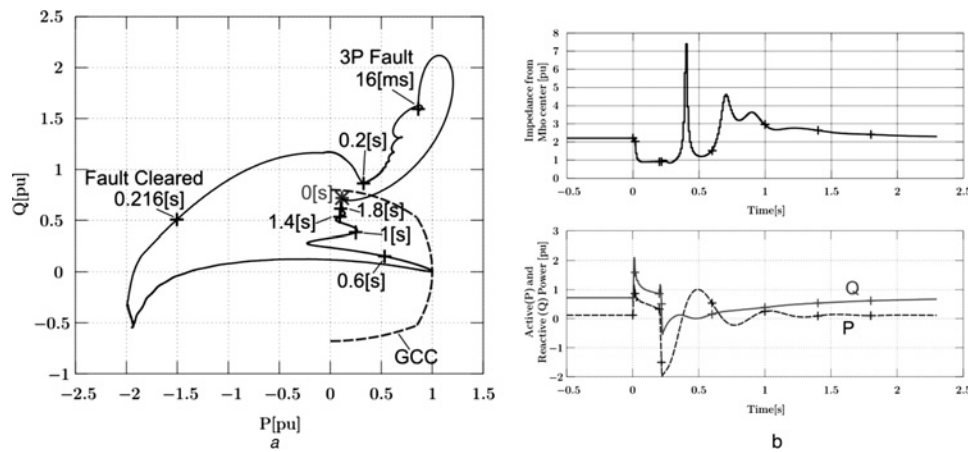 2.5
2
1.5
1
0.5
0
−0.5
−1
Q[pu]
−2.5
−2
−1.5
−1
−0.5
0
0.5
1
1.5
P[pu]
3P Fault
16[ms]
0.2[s]
Fault Cleared
0.216[s]
0[s]
1.8[s]
1.4[s]
1[s]
0.6[s]
GCC
a
Impedance from
Mho center [pu]
8
7
6
5
4
3
2
1
0
−0.5
0
0.5
1
1.5
2
2.5
Time[s]
Active(P) and
Reactive (Q) Power [pu]
3
2
1
0
−1
−2
Q
P
−0.5
0
0.5
1
1.5
2
2.5
Time[s]
b